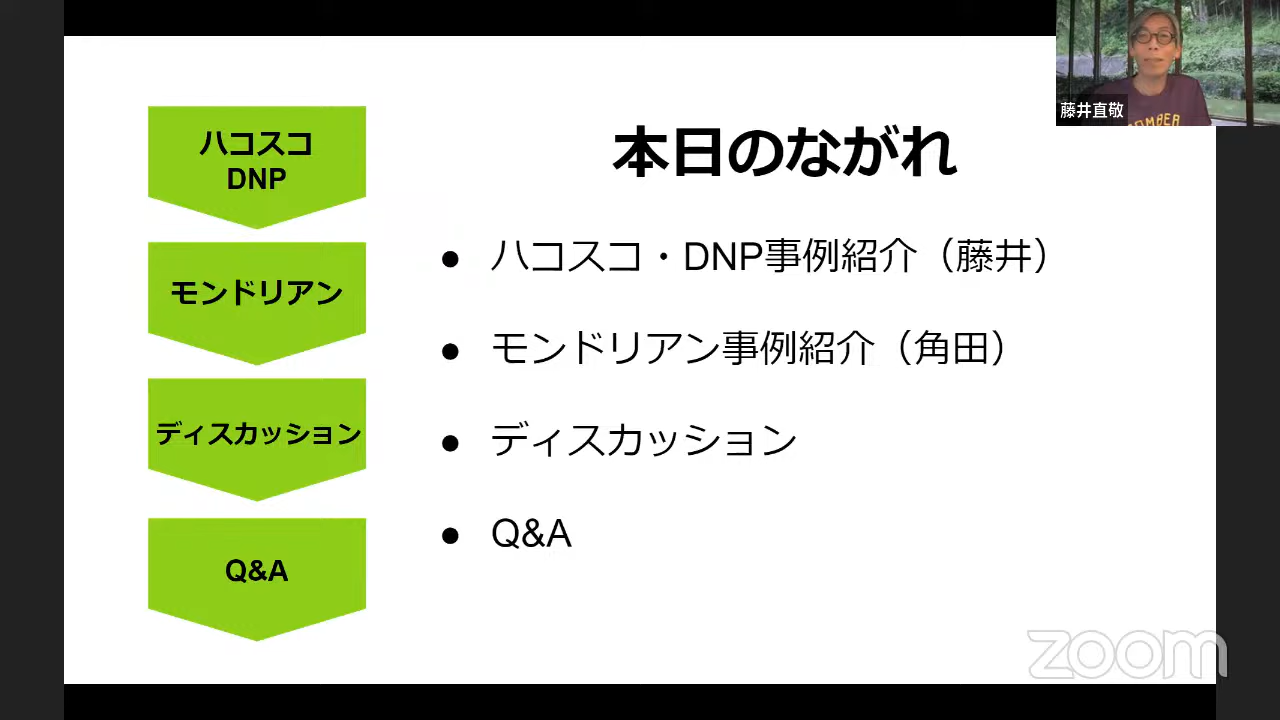 ハコスコ
DNP
モンドリアン
ディスカッション
Q&A
本日のながれ
● ハコスコ・DNP事例紹介（藤井）
● モンドリアン事例紹介（角田）
● ディスカッション
● Q&A
藤井直敬
zoom